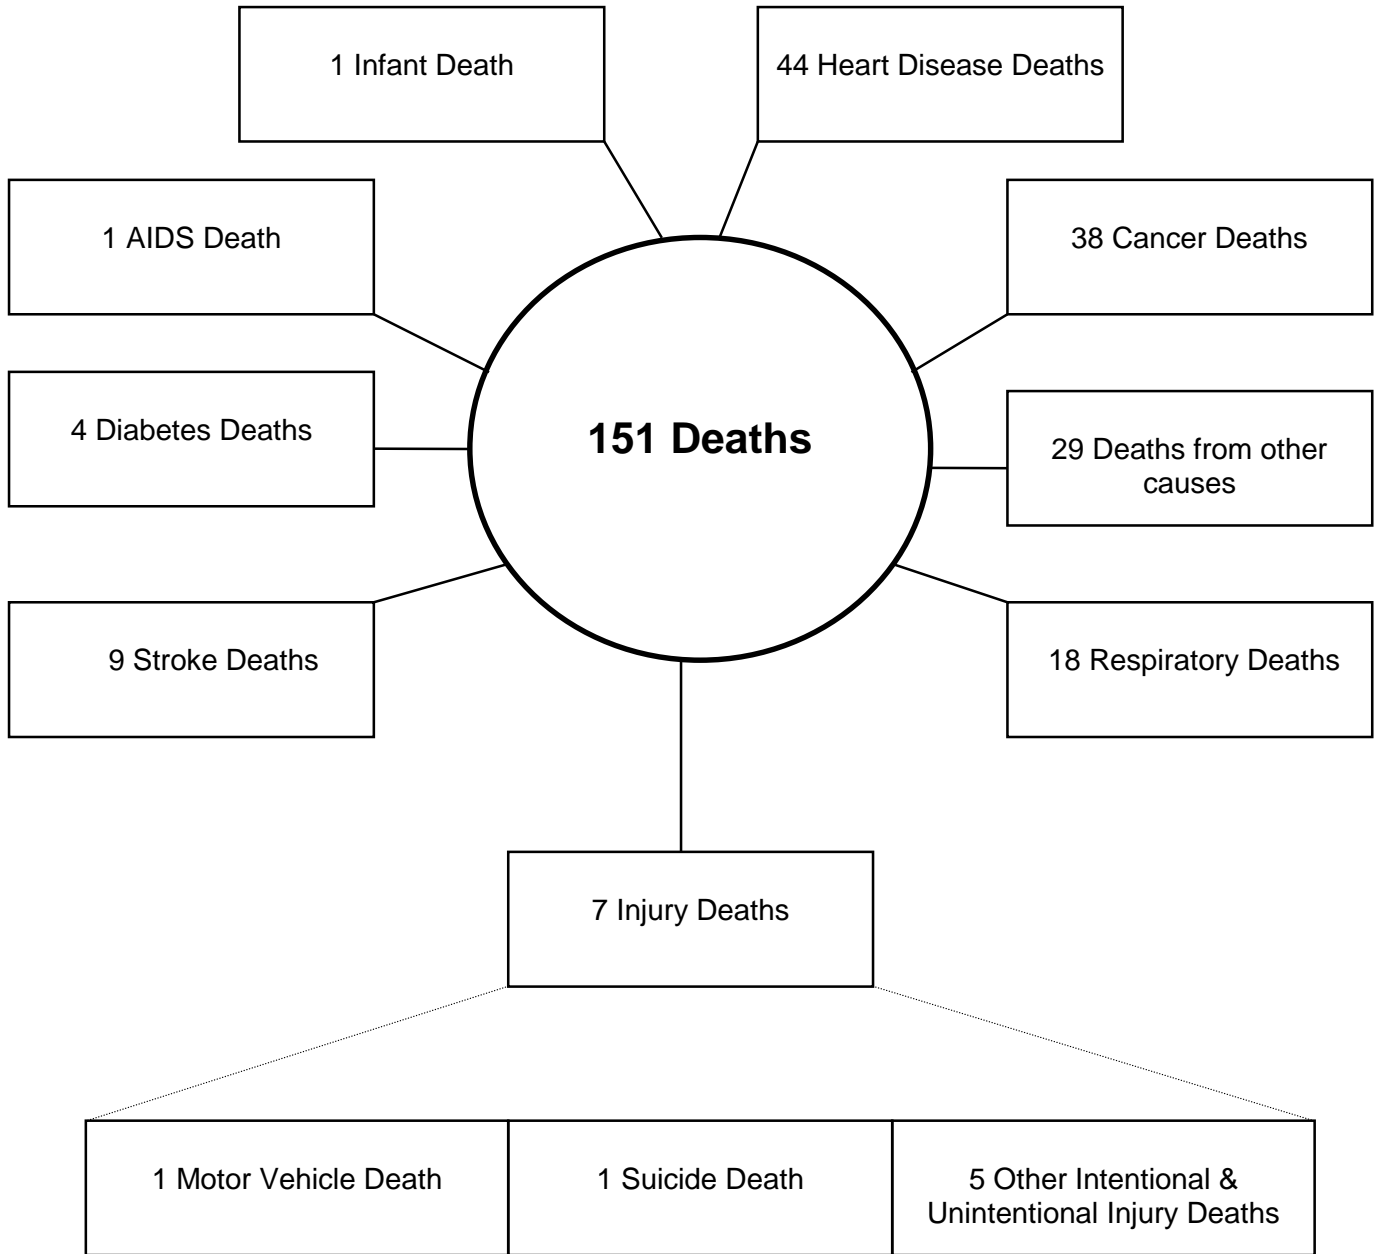 1 Infant Death
44 Heart Disease Deaths
1 AIDS Death
38 Cancer Deaths
4 Diabetes Deaths
151 Deaths
29 Deaths from other
causes
9 Stroke Deaths
18 Respiratory Deaths
7 Injury Deaths
1 Motor Vehicle Death
1 Suicide Death
5 Other Intentional &
Unintentional Injury Deaths